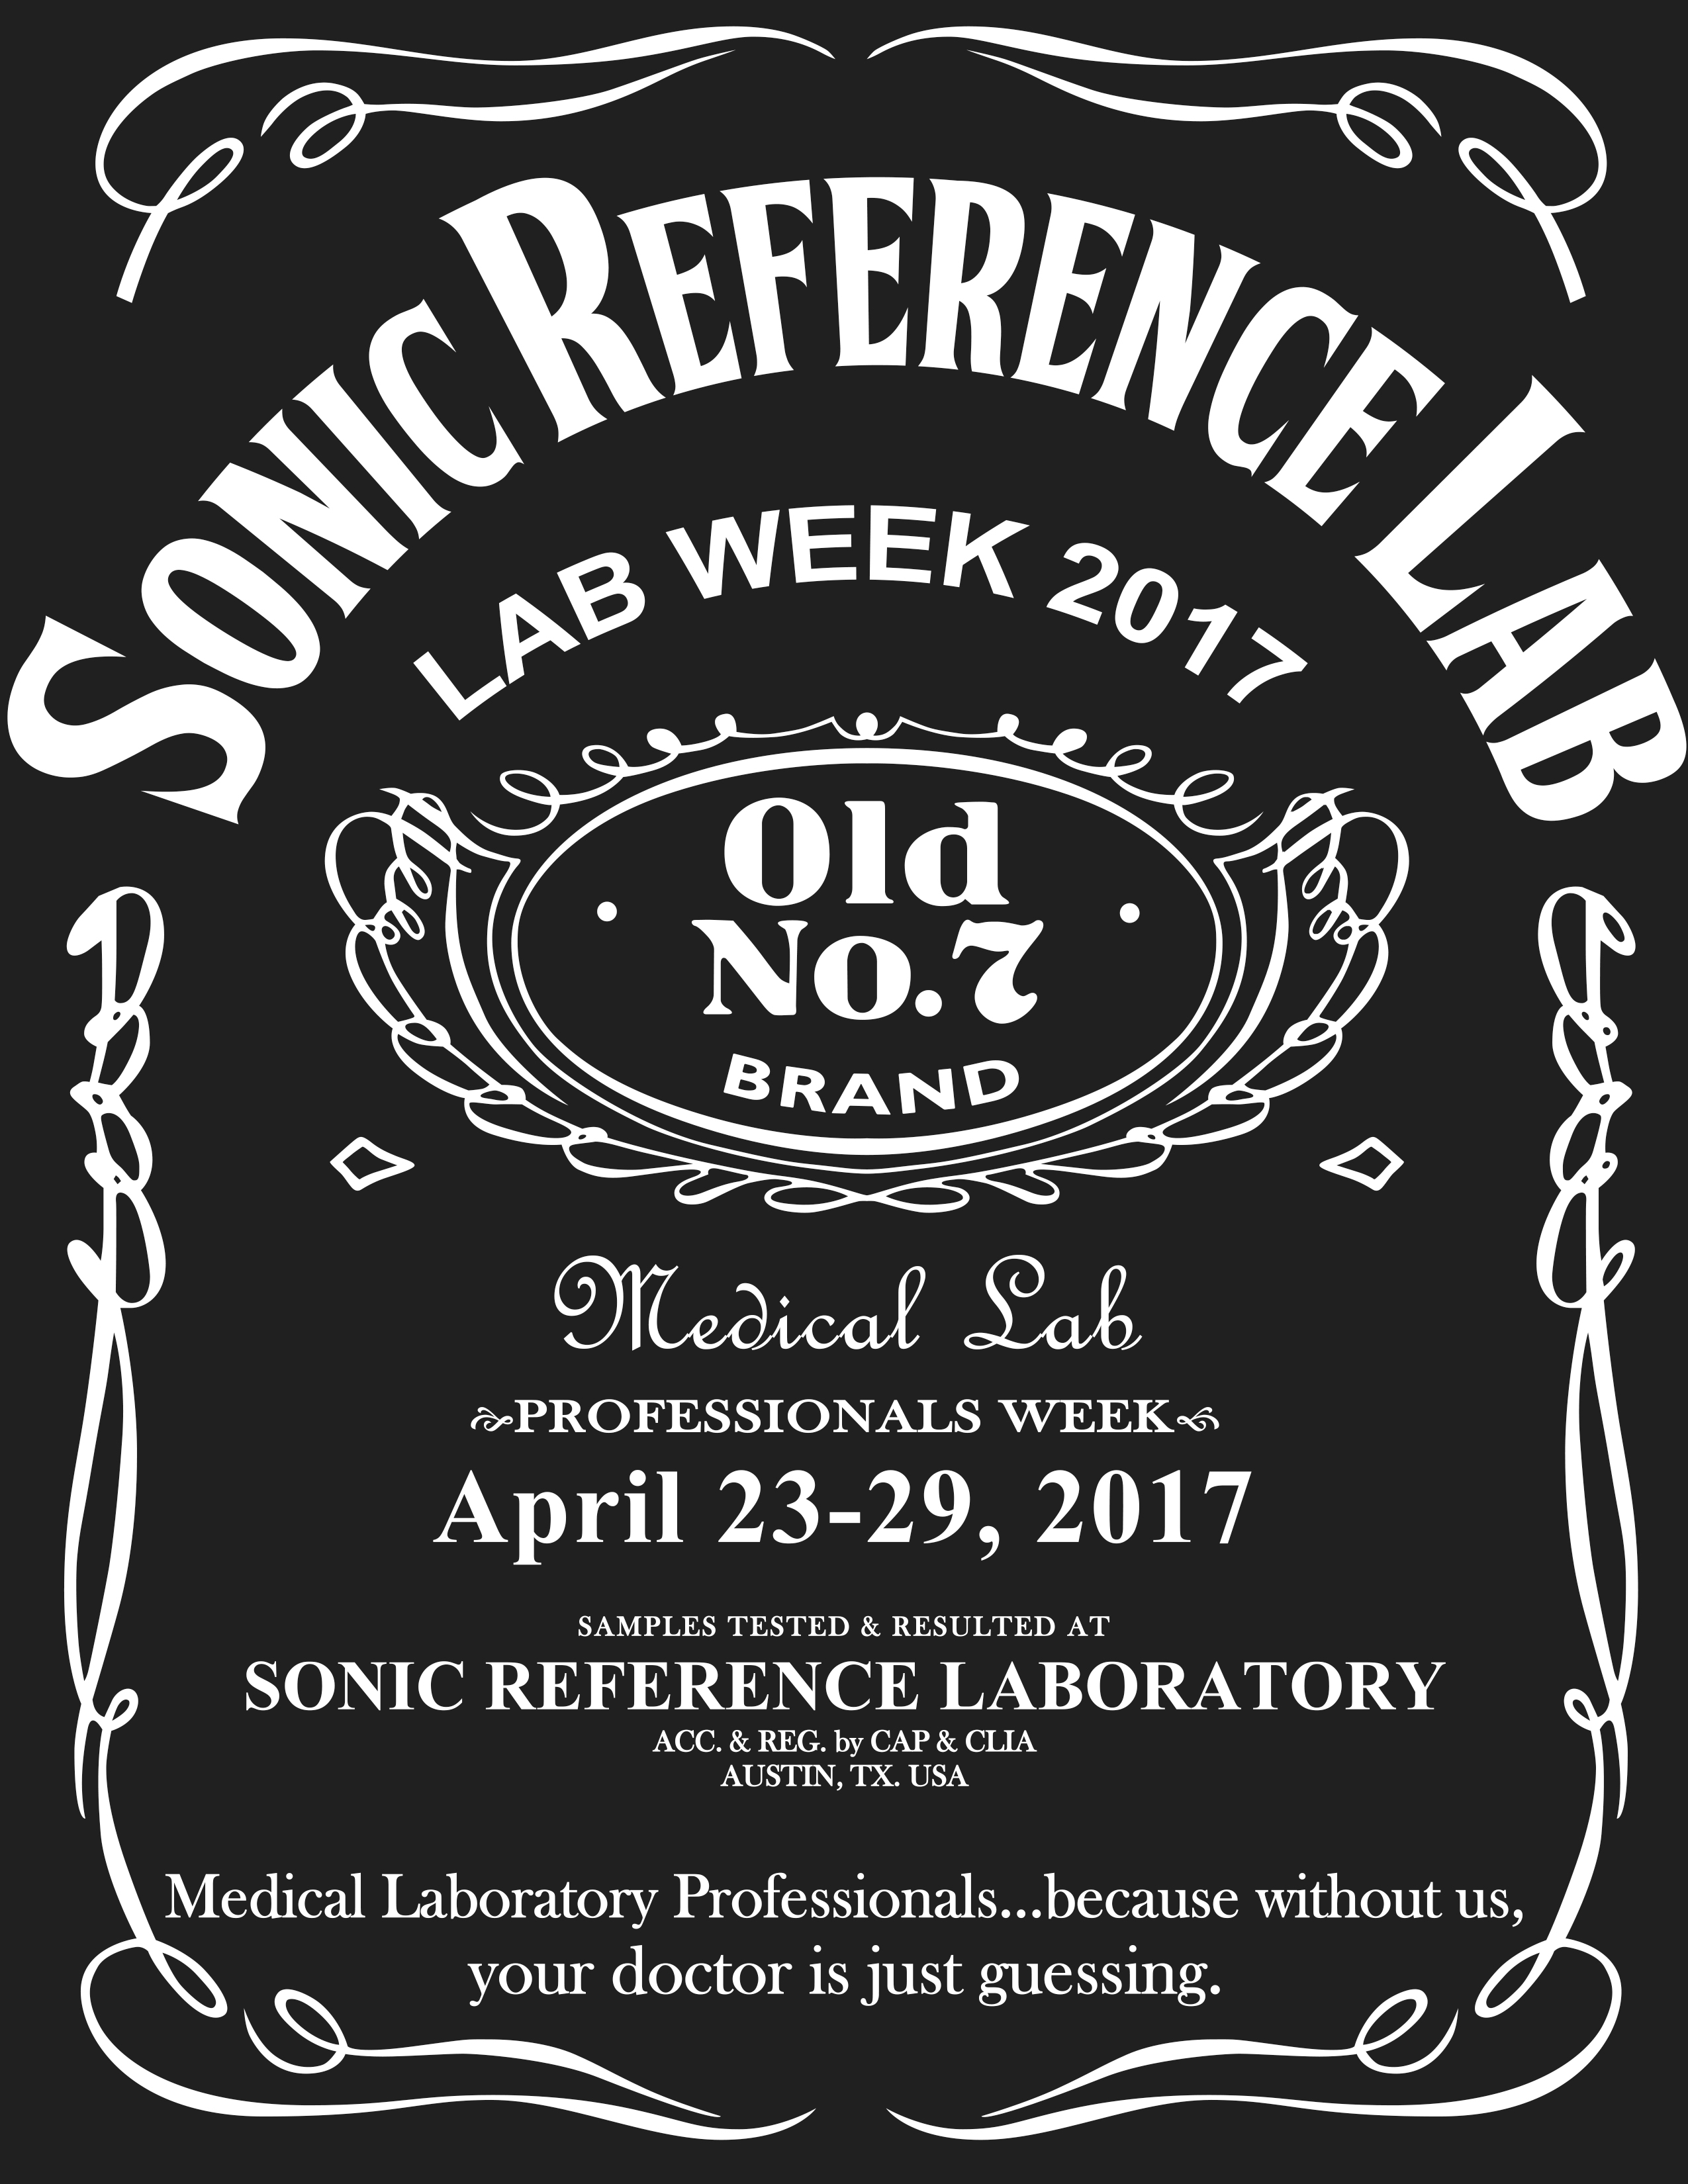 SONIC REFERENCE LAB
LAB WEEK 2017
Old
No.7
BRAND
Medical Lab
PROFESSIONALS WEEK
April 23-29, 2017
SAMPLES TESTED & RESULTED AT
SONIC REFERENCE LABORATORY
ACC. & REG. by CAP & CLIA
AUSTIN, TX. USA
Medical Laboratory Professionals...because without us,
your doctor is just guessing.